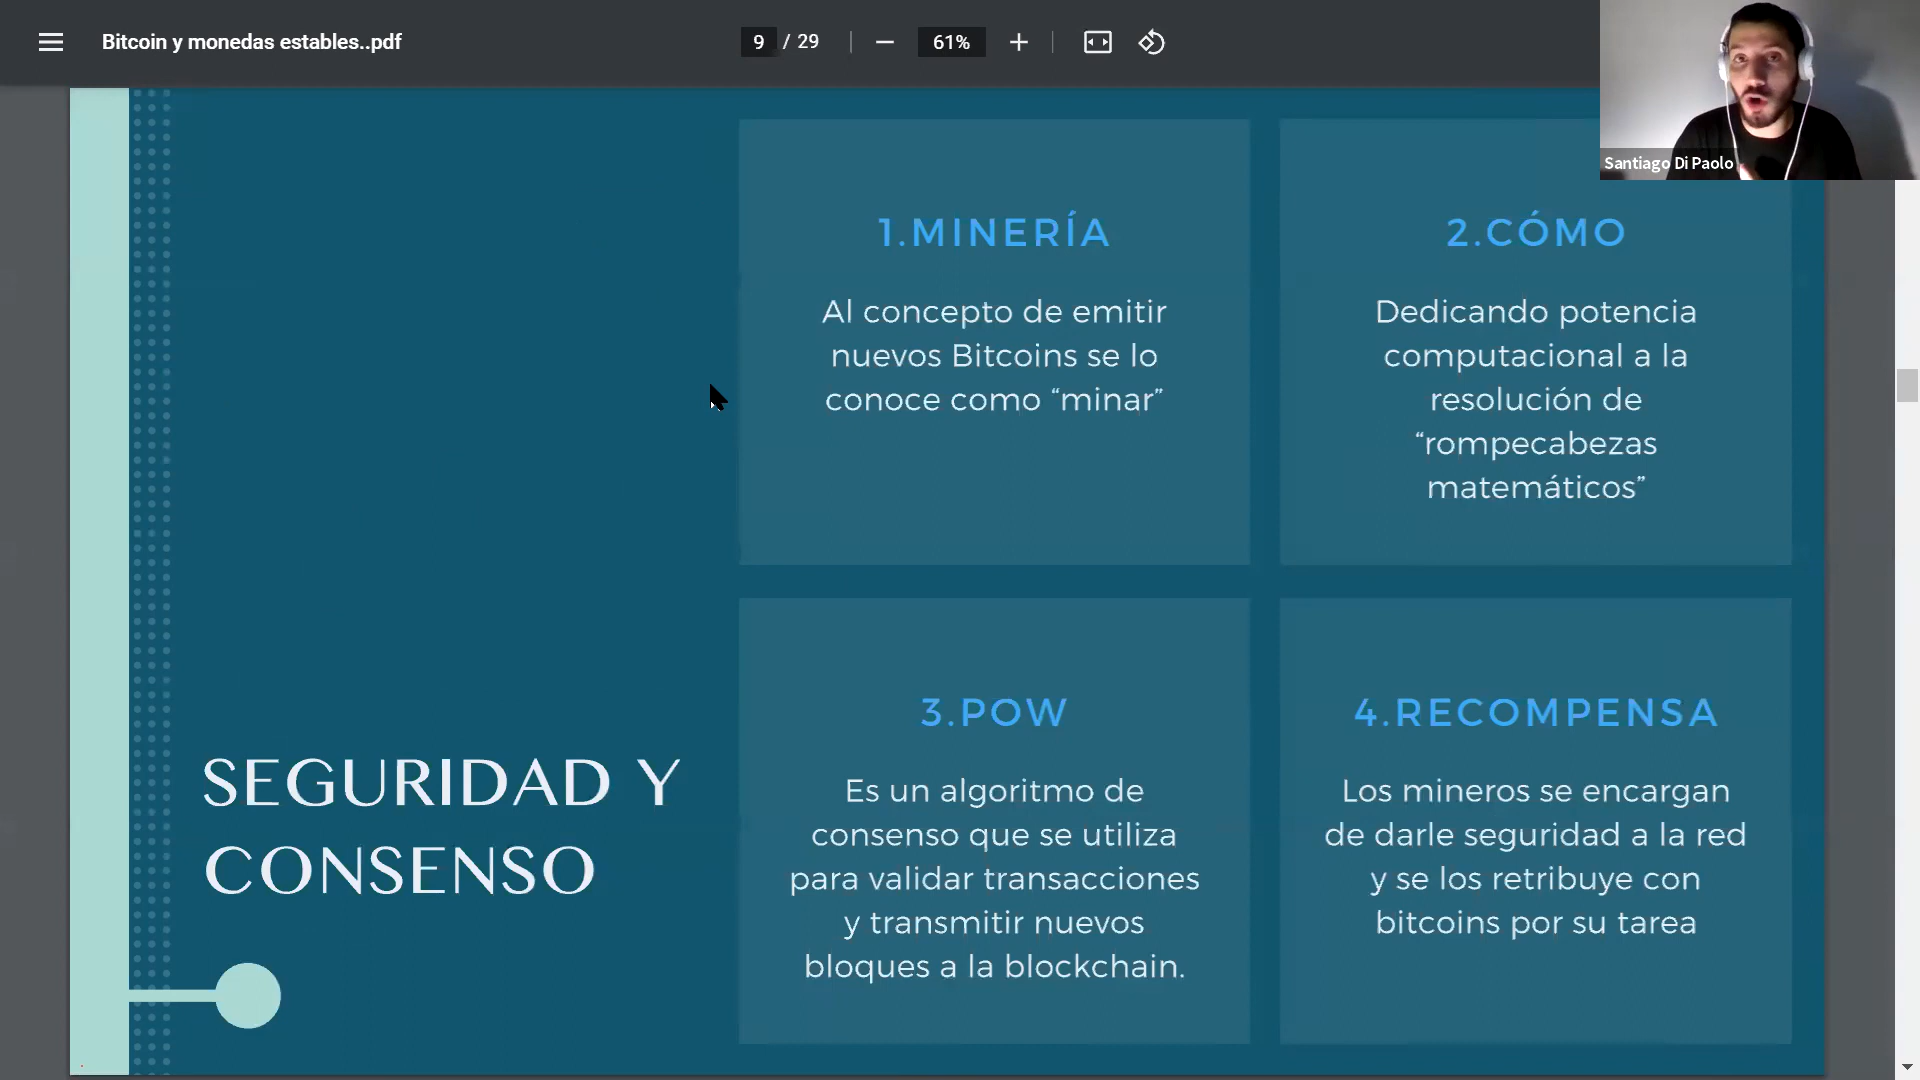 Bitcoin y monedas estables..pdf
9 / 29
61%
Santiago Di Paolo
SEGURIDAD Y
CONSENSO
1.MINERÍA
Al concepto de emitir
nuevos Bitcoins se lo
conoce como “minar”
2.CÓMO
Dedicando potencia
computacional a la
resolución de
“rompecabezas
matemáticos”
3.POW
Es un algoritmo de
consenso que se utiliza
para validar transacciones
y transmitir nuevos
bloques a la blockchain.
4.RECOMPENSA
Los mineros se encargan
de darle seguridad a la red
y se los retribuye con
bitcoins por su tarea